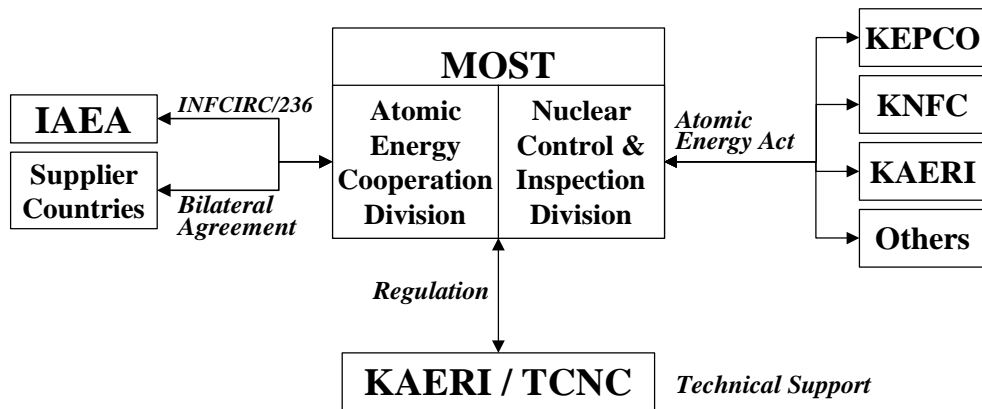 KEPCO
MOST
INFCIRC/236
IAEA
Atomic
Energy
Cooperation
Division
Nuclear
Control &
Inspection
Division
Atomic
Energy Act
KNFC
Supplier
Countries
KAERI
Bilateral
Agreement
Others
Regulation
KAERI / TCNC
Technical Support